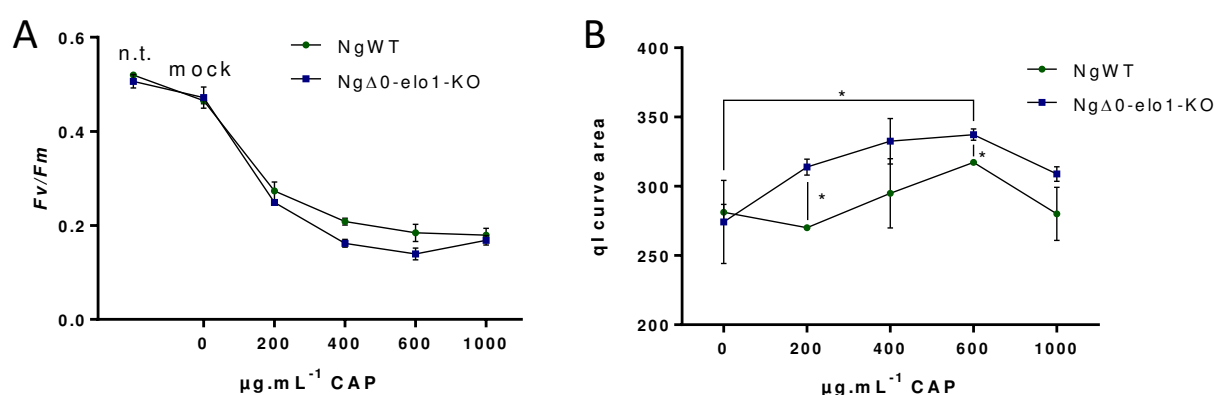 A
0.6
0.4
0.2
0.0
Fv/Fm
n.t.
mock
NgWT
NgΔ0-elo1-KO
0 200 400 600 1000
µg.mL-1 CAP
B
400
350
300
250
200
qI curve area
*
*
*
NgWT
NgΔ0-elo1-KO
0 200 400 600 1000
µg.mL-1 CAP